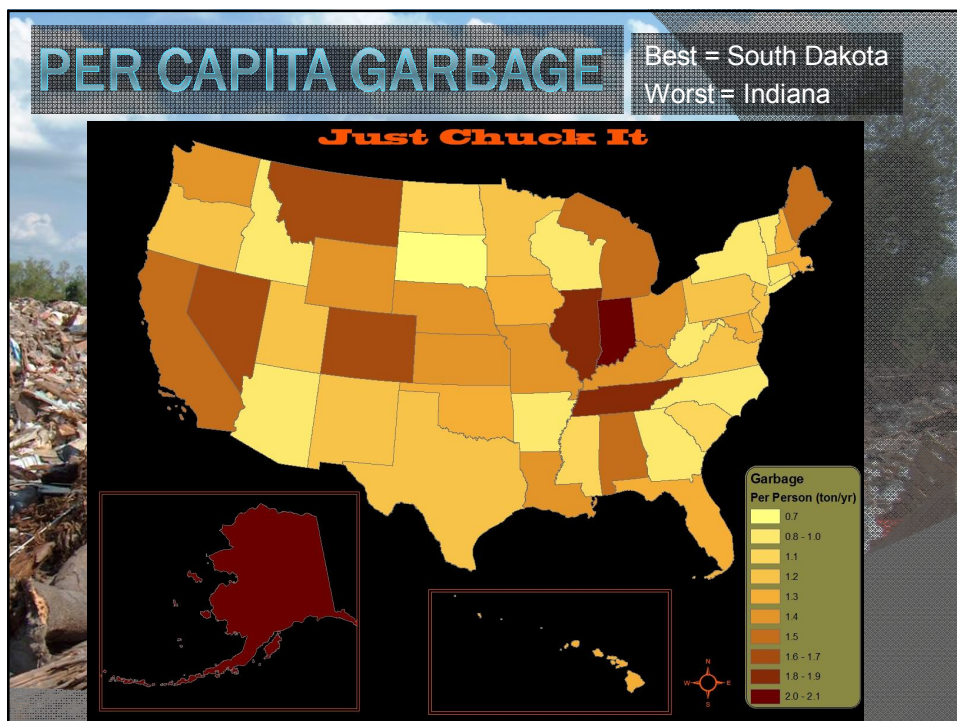 PER CAPITA GARBAGE
Best = South Dakota
Worst = Indiana
Just Chuck It
Garbage
Per Person (ton/yr)
0.7
0.8 - 1.0
1.1
1.2
1.3
1.4
1.5
1.6 - 1.7
1.8 - 1.9
2.0 - 2.1
N
W
E
S